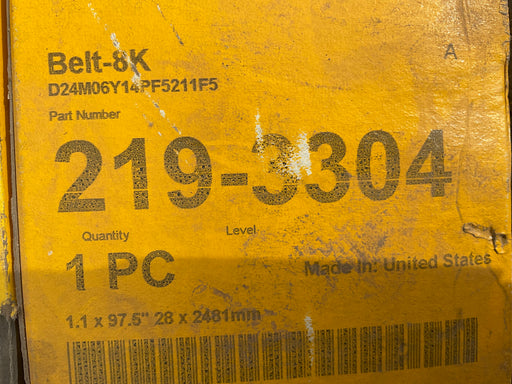 Belt-8K
A
D24M06Y14PF5211F5
Part Number
219-3304
Quantity
Level
1 PC
Made in: United States
1.1 x 97.5" 28 x 2481mm